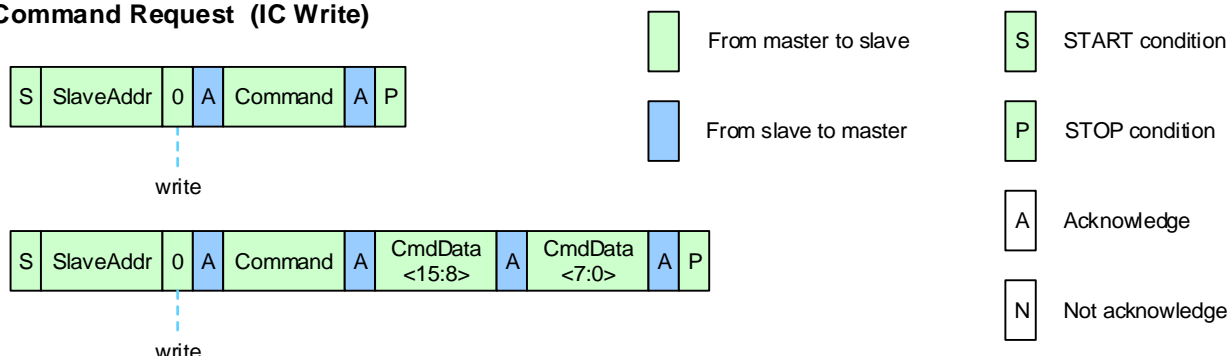 Command Request (IC Write)
From master to slave
S START condition
S SlaveAddr 0 A Command A P
From slave to master
P STOP condition
write
A Acknowledge
S SlaveAddr 0 A Command A CmdData <15:8> A CmdData <7:0> A P
N Not acknowledge
write